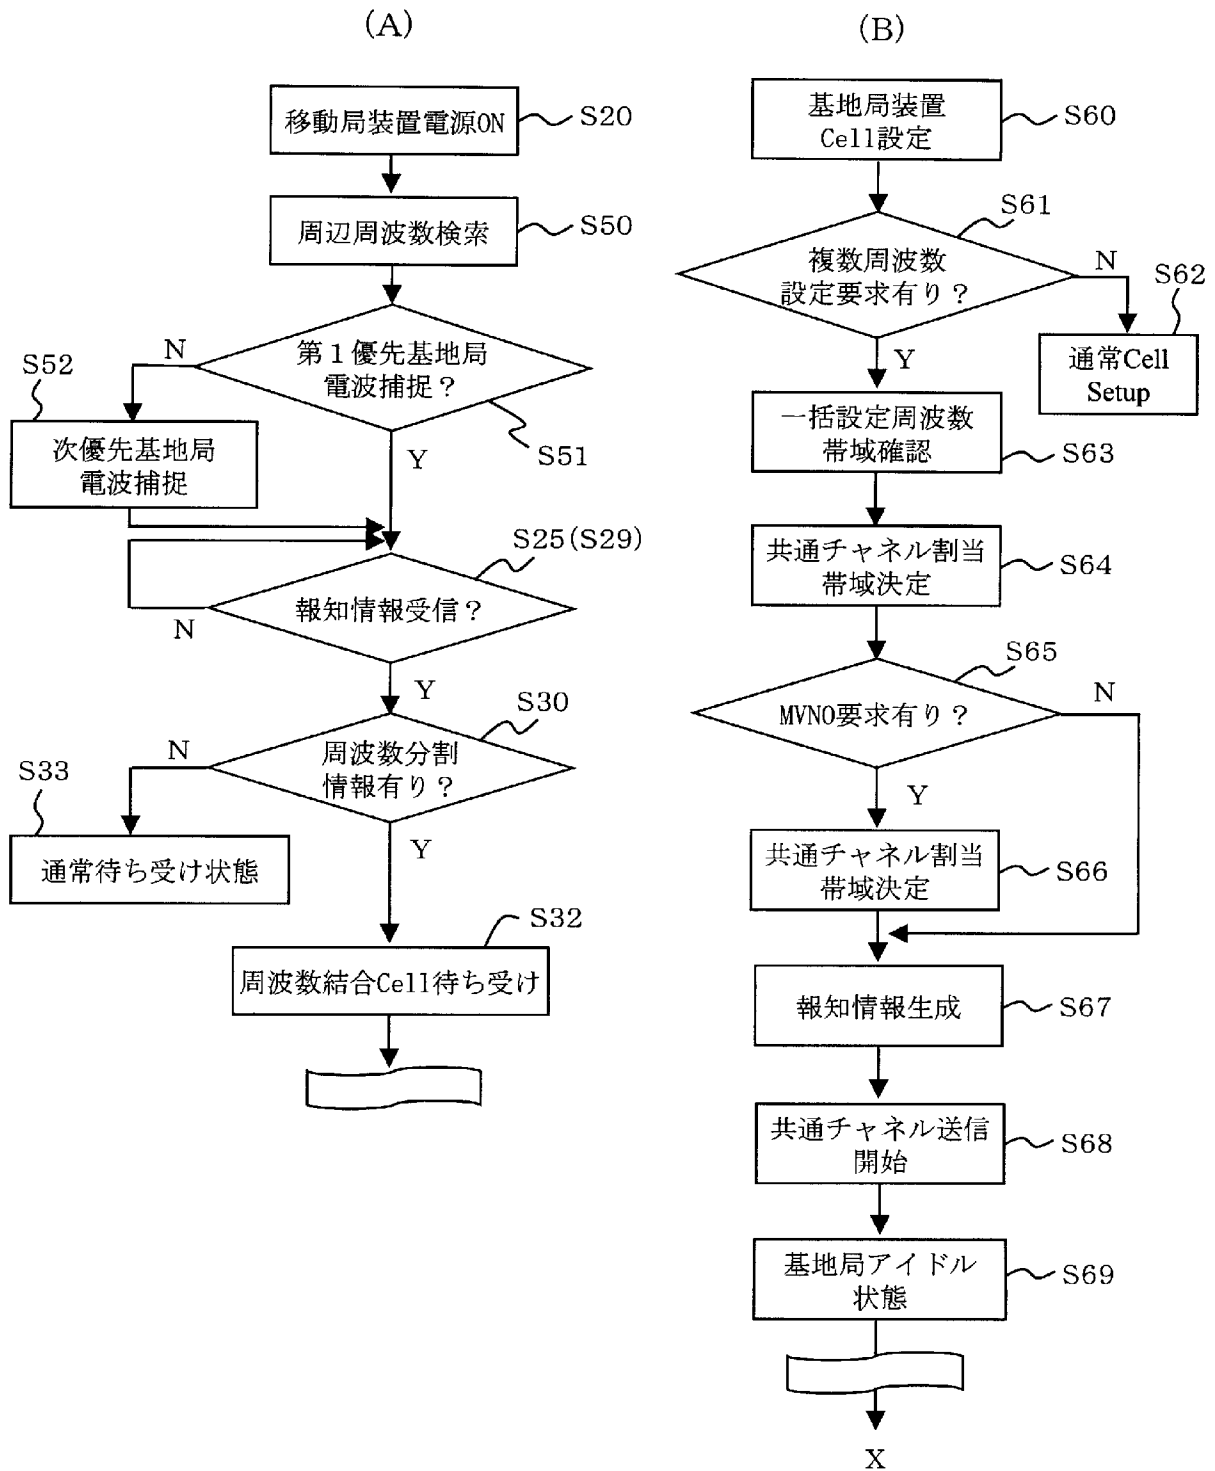 (A)
移動局装置電源ON
S20
周辺周波数検索
S50
第1優先基地局
電波捕捉?
S51
N
Y
S52
次優先基地局
電波捕捉
S25(S29)
報知情報受信?
N
Y
S30
周波数分割
情報有り?
N
Y
S33
通常待ち受け状態
S32
周波数結合Cell待ち受け
(B)
基地局装置
Cell設定
S60
S61
複数周波数
設定要求有り?
N
Y
S62
通常Cell
Setup
一括設定周波数
帯域確認
S63
共通チャネル割当
帯域決定
S64
S65
MVNO要求有り?
N
Y
共通チャネル割当
帯域決定
S66
報知情報生成
S67
共通チャネル送信
開始
S68
基地局アイドル
状態
S69
X